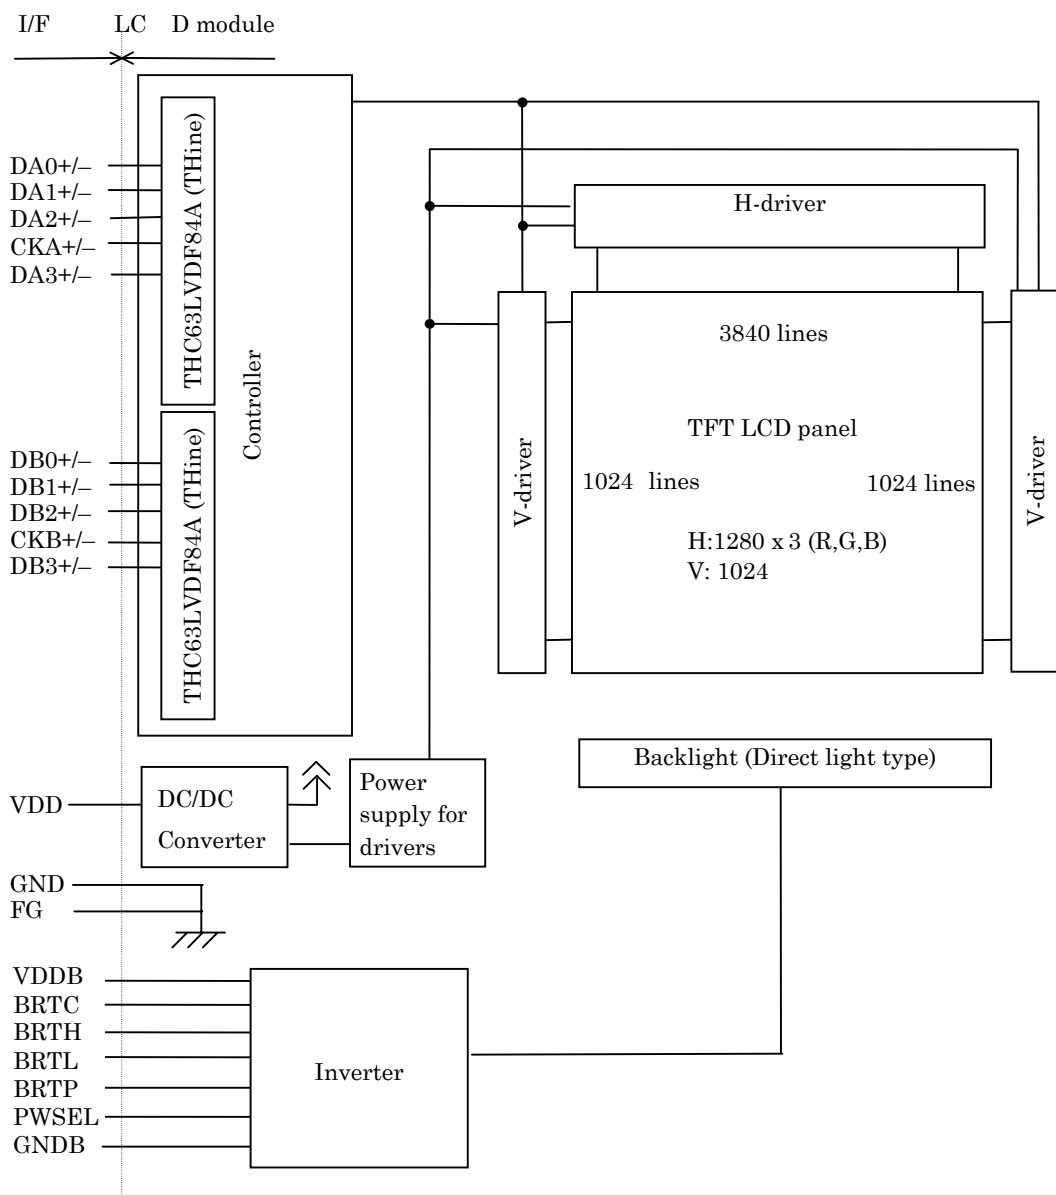 I/F LC D module
DA0+/–
DA1+/–
DA2+/–
CKA+/–
DA3+/–
THC63LVDF84A (THine)
DB0+/–
DB1+/–
DB2+/–
CKB+/–
DB3+/–
THC63LVDF84A (THine)
Controller
H-driver
V-driver
3840 lines
TFT LCD panel
1024 lines
1024 lines
H:1280 x 3 (R,G,B)
V: 1024
V-driver
Backlight (Direct light type)
VDD
DC/DC
Converter
Power
supply for
drivers
GND
FG
VDDB
BRTC
BRTH
BRTL
BRTP
PWSEL
GNDB
Inverter